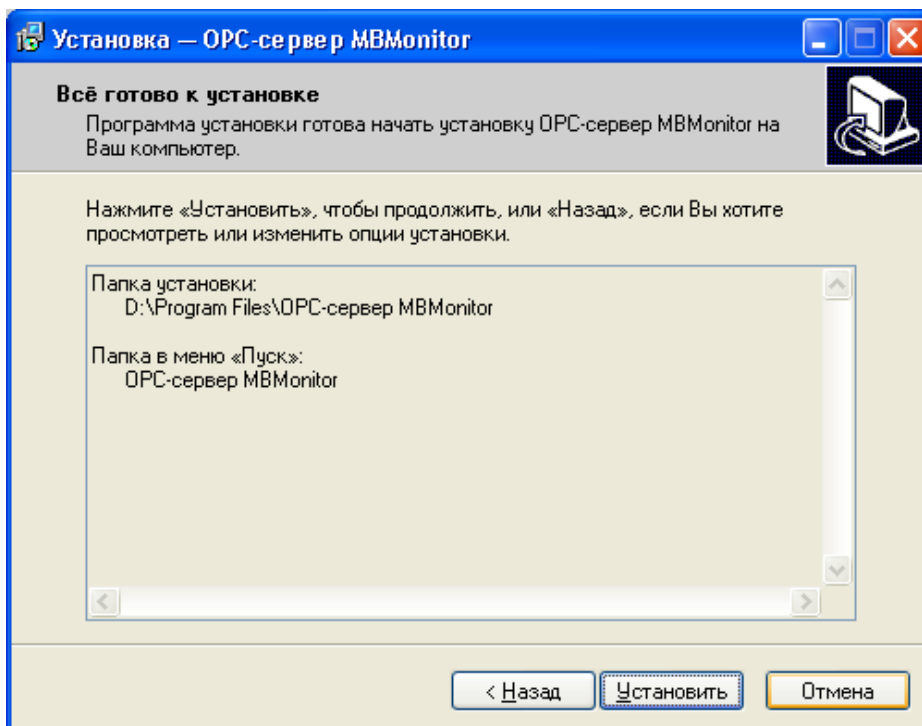 Установка — OPC-сервер MBMonitor
Всё готово к установке
Программа установки готова начать установку OPC-сервер MBMonitor на
Ваш компьютер.
Нажмите «Установить», чтобы продолжить, или «Назад», если Вы хотите
просмотреть или изменить опции установки.
Папка установки:
D:\Program Files\OPC-сервер MBMonitor
Папка в меню «Пуск»:
OPC-сервер MBMonitor
< Назад
Установить
Отмена